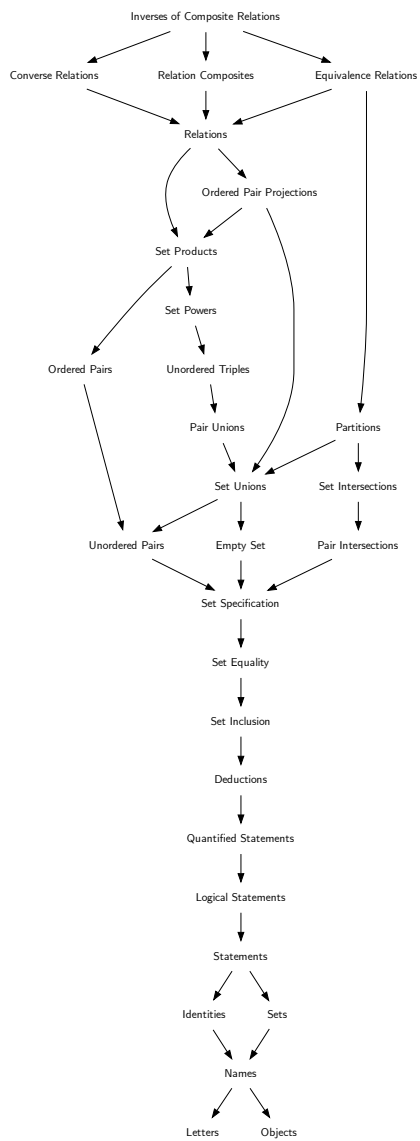 Inverses of Composite Relations
Converse Relations
Relation Composites
Equivalence Relations
Relations
Ordered Pair Projections
Set Products
Set Powers
Ordered Pairs
Unordered Triples
Pair Unions
Partitions
Set Unions
Set Intersections
Unordered Pairs
Empty Set
Pair Intersections
Set Specification
Set Equality
Set Inclusion
Deductions
Quantified Statements
Logical Statements
Statements
Identities
Sets
Names
Letters
Objects